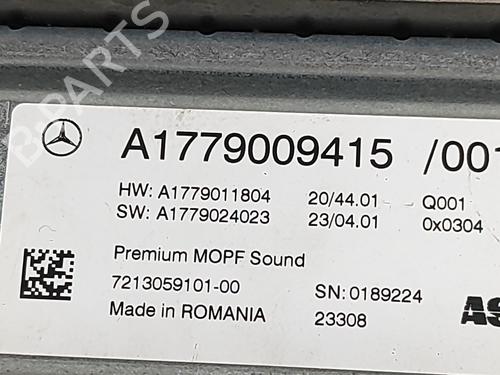 A1779009415 /001
HW: A1779011804 20/44.01 Q001
SW: A1779024023 23/04.01 0x0304
Premium MOPF Sound
7213059101-00 SN: 0189224
Made in ROMANIA 23308
AS
B-Parts